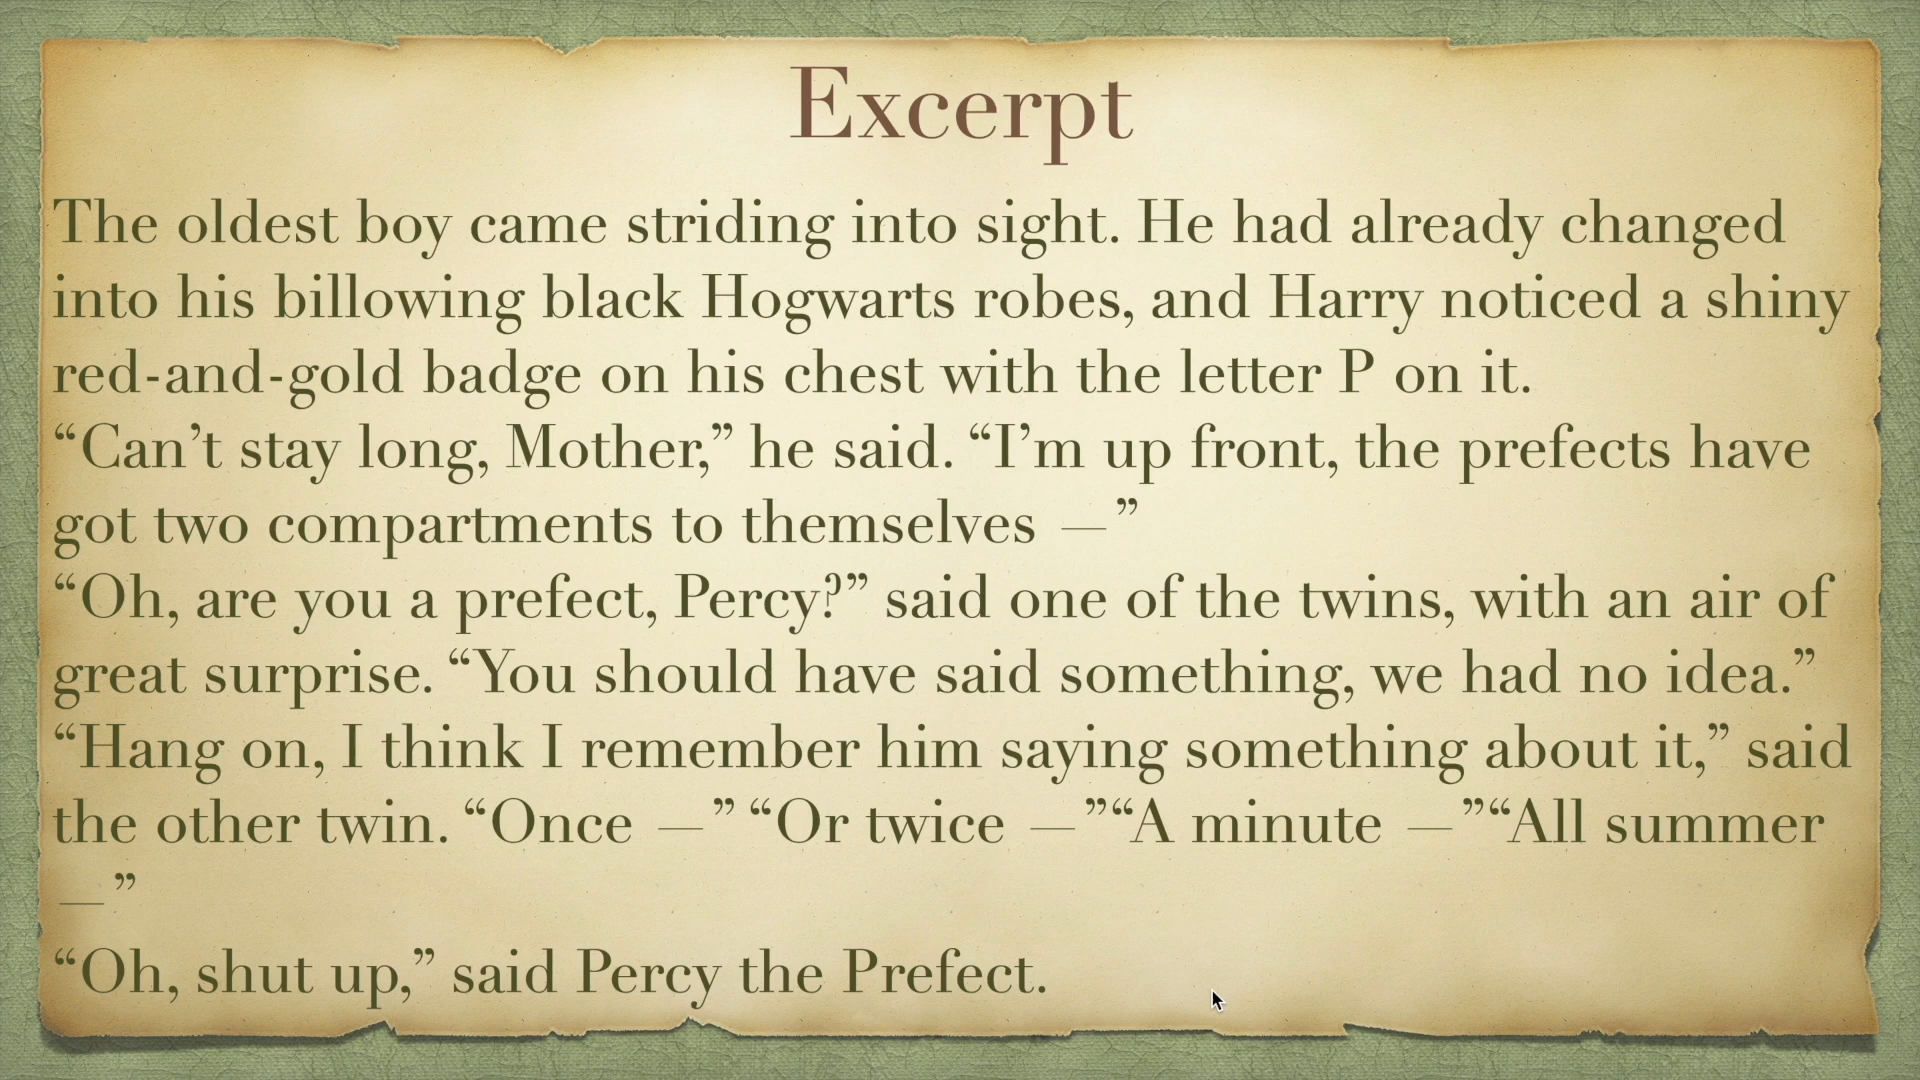 Excerpt
The oldest boy came striding into sight. He had already changed
into his billowing black Hogwarts robes, and Harry noticed a shiny
red-and-gold badge on his chest with the letter P on it.
“Can’t stay long, Mother,” he said. “I’m up front, the prefects have
got two compartments to themselves —”
“Oh, are you a prefect, Percy?” said one of the twins, with an air of
great surprise. “You should have said something, we had no idea.”
“Hang on, I think I remember him saying something about it,” said
the other twin. “Once —” “Or twice —”“A minute —”“All summer
—”
“Oh, shut up,” said Percy the Prefect.